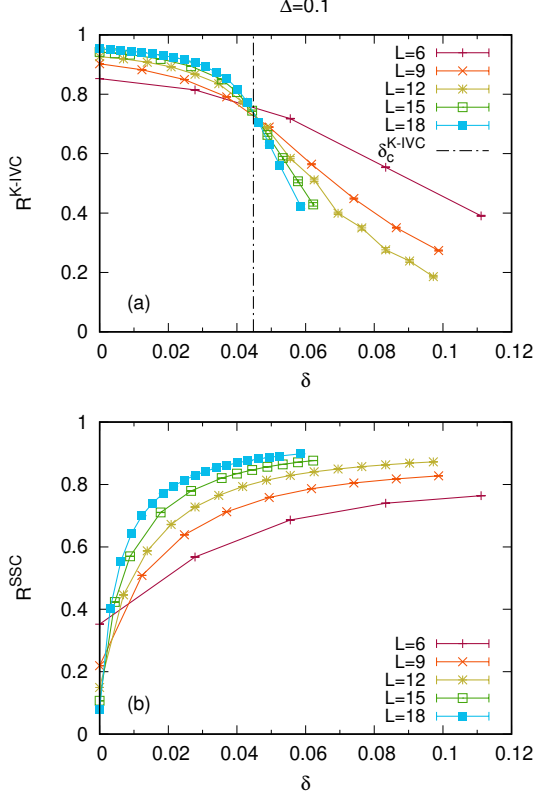 Δ=0.1
1
0.8
0.6
0.4
0.2
0
R^K-IVC
L=6
L=9
L=12
L=15
L=18
δ_c^K-IVC
(a)
0 0.02 0.04 0.06 0.08 0.1 0.12
δ
1
0.8
0.6
0.4
0.2
0
R^SSC
L=6
L=9
L=12
L=15
L=18
(b)
0 0.02 0.04 0.06 0.08 0.1 0.12
δ